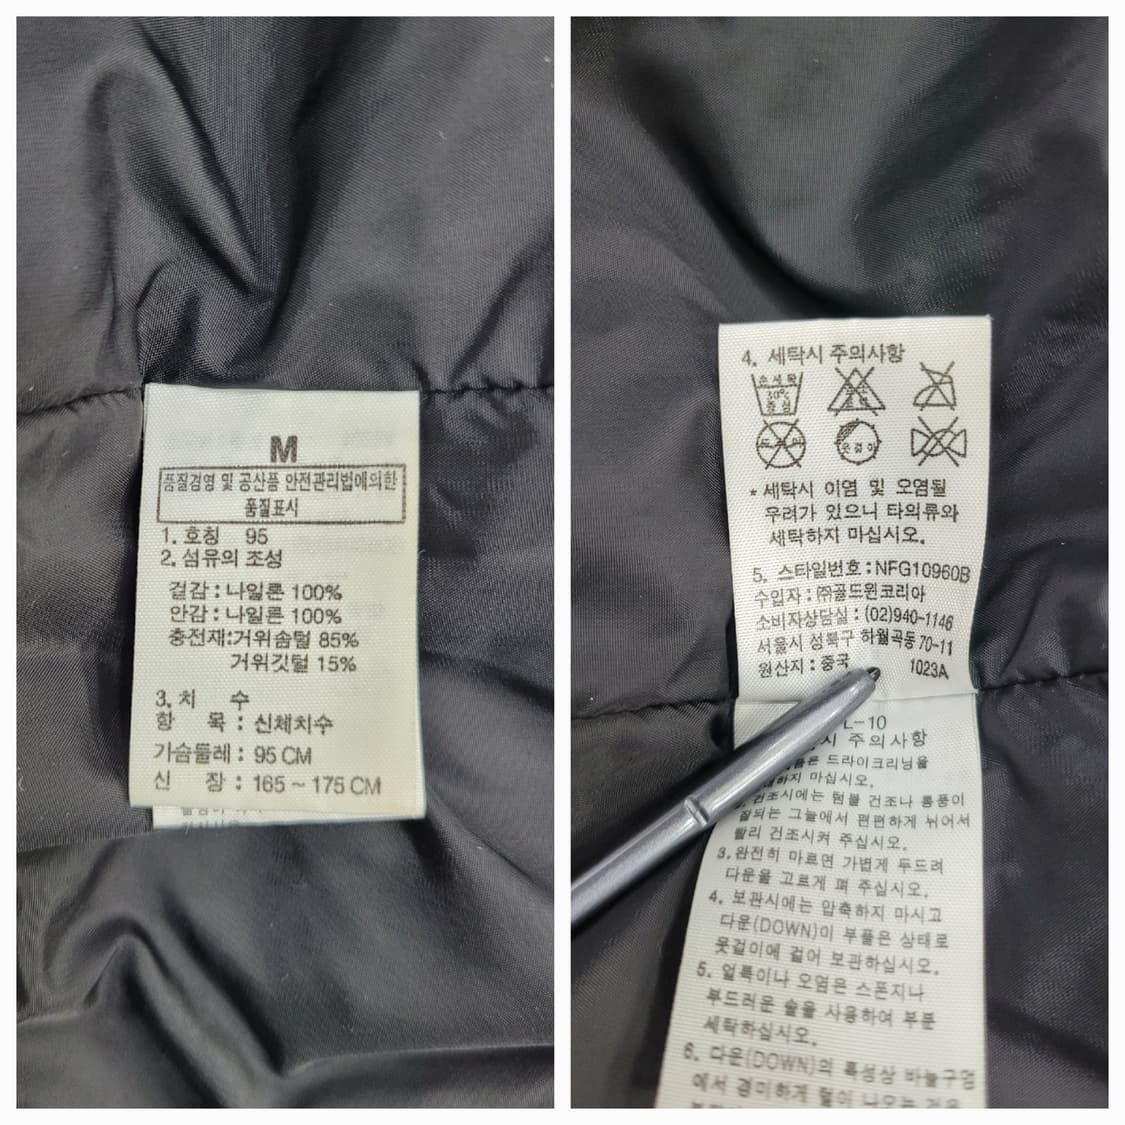 M
품질경영 및 공산품 안전관리법에의한
품질표시
1. 호칭 95
2. 섬유의 조성
겉감 : 나일론 100%
안감 : 나일론 100%
충전재:거위솜털 85%
거위깃털 15%
3. 치 수
항 목 : 신체치수
가슴둘레 : 95 CM
신 장 : 165 ~ 175 CM
4. 세탁시 주의사항
손세탁
30℃
중성
옷걸이
* 세탁시 이염 및 오염될
우려가 있으니 타의류와
세탁하지 마십시오.
5. 스타일번호 : NFG10960B
수입자 : ㈜골드윈코리아
소비자상담실 : (02)940-1146
서울시 성북구 하월곡동 70-11
원산지 : 중국 1023A
L-10
시 주의사항
드라이크리닝을
하지 마십시오.
건조시에는 텀블 건조나 통풍이
잘되는 그늘에서 편편하게 뉘어서
빨리 건조시켜 주십시오.
3. 완전히 마르면 가볍게 두드려
다운을 고르게 펴 주십시오.
4. 보관시에는 압축하지 마시고
다운(DOWN)이 부풀은 상태로
옷걸이에 걸어 보관하십시오.
5. 얼룩이나 오염은 스폰지나
부드러운 솔을 사용하여 부분
세탁하십시오.
6. 다운(DOWN)의 특성상 바늘구멍
에서 경미하게 털이 나오는 것은